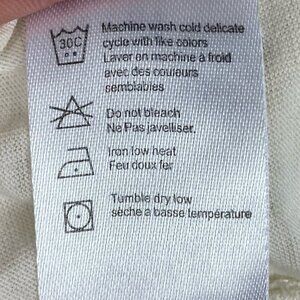 30C
Machine wash cold delicate
cycle with like colors
Laver en machine à froid
avec des couleurs
semblables
Do not bleach
Ne Pas javelliser.
Iron low heat
Feu doux fer
Tumble dry low
sèche a basse température